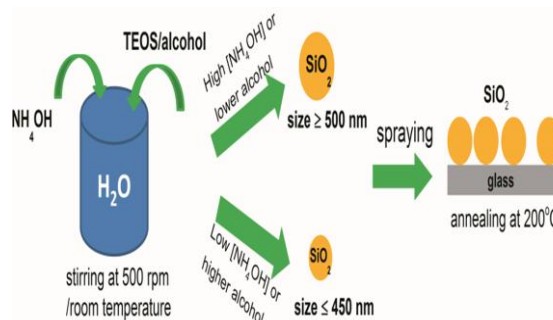 TEOS/alcohol
NH4OH
H2O
stirring at 500 rpm
/room temperature
High [NH4OH] or
lower alcohol
SiO2
size ≥ 500 nm
Low [NH4OH] or
higher alcohol
SiO2
size ≤ 450 nm
spraying
SiO2
glass
annealing at 200°C